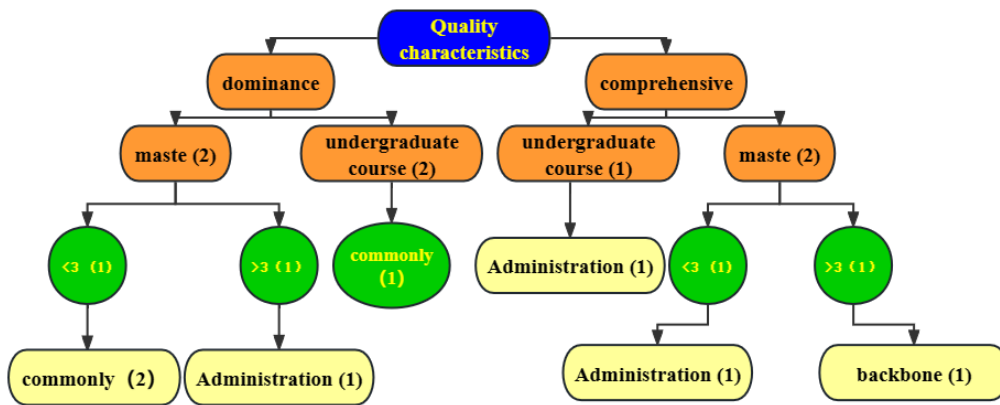 Quality
characteristics
dominance
comprehensive
maste (2)
undergraduate
course (2)
undergraduate
course (1)
maste (2)
<3 (1)
>3 (1)
commonly
(1)
Administration (1)
<3 (1)
>3 (1)
commonly (2)
Administration (1)
Administration (1)
backbone (1)